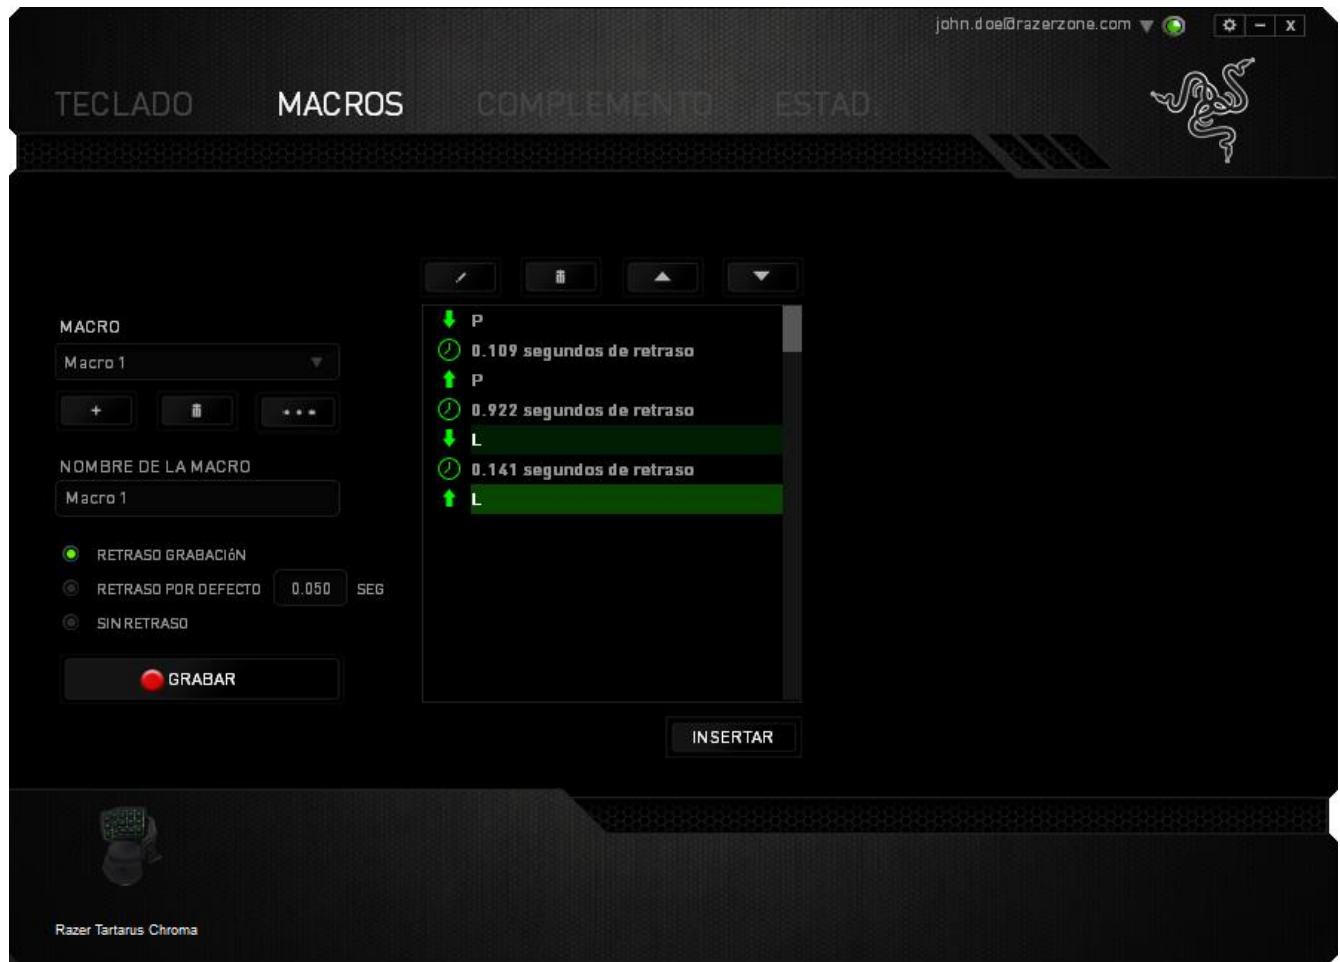 john.doe@razerzone.com
TECLADO MACROS COMPLEMENTO ESTAD.
MACRO
Macro 1
NOMBRE DE LA MACRO
Macro 1
RETRASO GRABACIóN
RETRASO POR DEFECTO 0.050 SEG
SIN RETRASO
GRABAR
P
0.109 segundos de retraso
P
0.922 segundos de retraso
L
0.141 segundos de retraso
L
INSERTAR
Razer Tartarus Chroma